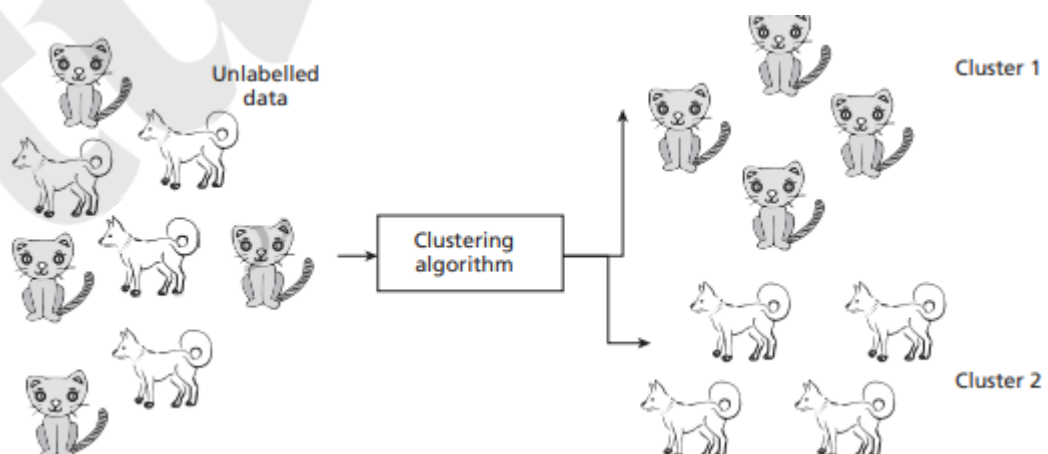 Unlabelled
data
Clustering
algorithm
Cluster 1
Cluster 2